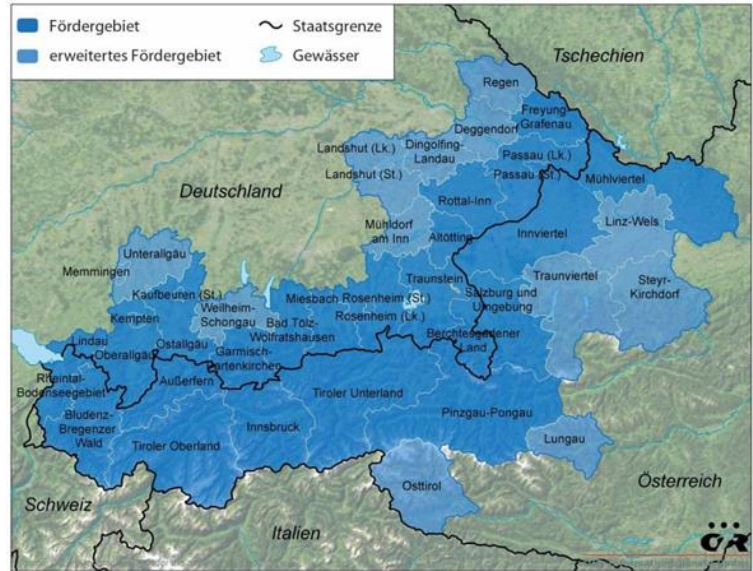 Fördergebiet
Staatsgrenze
erweitertes Fördergebiet
Gewässer
Tschechien
Regen
Freyung-
Grafenau
Deggendorf
Landshut (Lk.)
Dingolfing-
Landau
Passau (Lk.)
Landshut (St.)
Passau (St.)
Mühlviertel
Deutschland
Rottal-Inn
Linz-Wels
Mühldorf
am Inn
Altötting
Innviertel
Unterallgäu
Memmingen
Traunviertel
Steyr-
Kirchdorf
Kaufbeuren (St.)
Traunstein
Weilheim-
Schongau
Miesbach
Rosenheim (St.)
Salzburg und
Umgebung
Kempten
Bad Tölz-
Wolfratshausen
Rosenheim (Lk.)
Lindau
Ostallgäu
Berchtesgadener
Land
Oberallgäu
Garmisch-
Partenkirchen
Rheintal-
Bodenseegebiet
Außerfern
Tiroler Unterland
Bludenz-
Bregenzer
Wald
Pinzgau-Pongau
Innsbruck
Tiroler Oberland
Lungau
Osttirol
Österreich
Schweiz
Italien